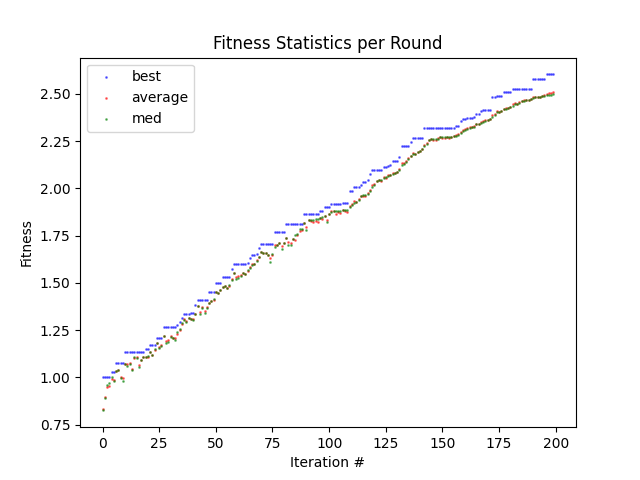 Fitness Statistics per Round
best
average
med
2.50
2.25
2.00
1.75
1.50
1.25
1.00
0.75
Fitness
0 25 50 75 100 125 150 175 200
Iteration #